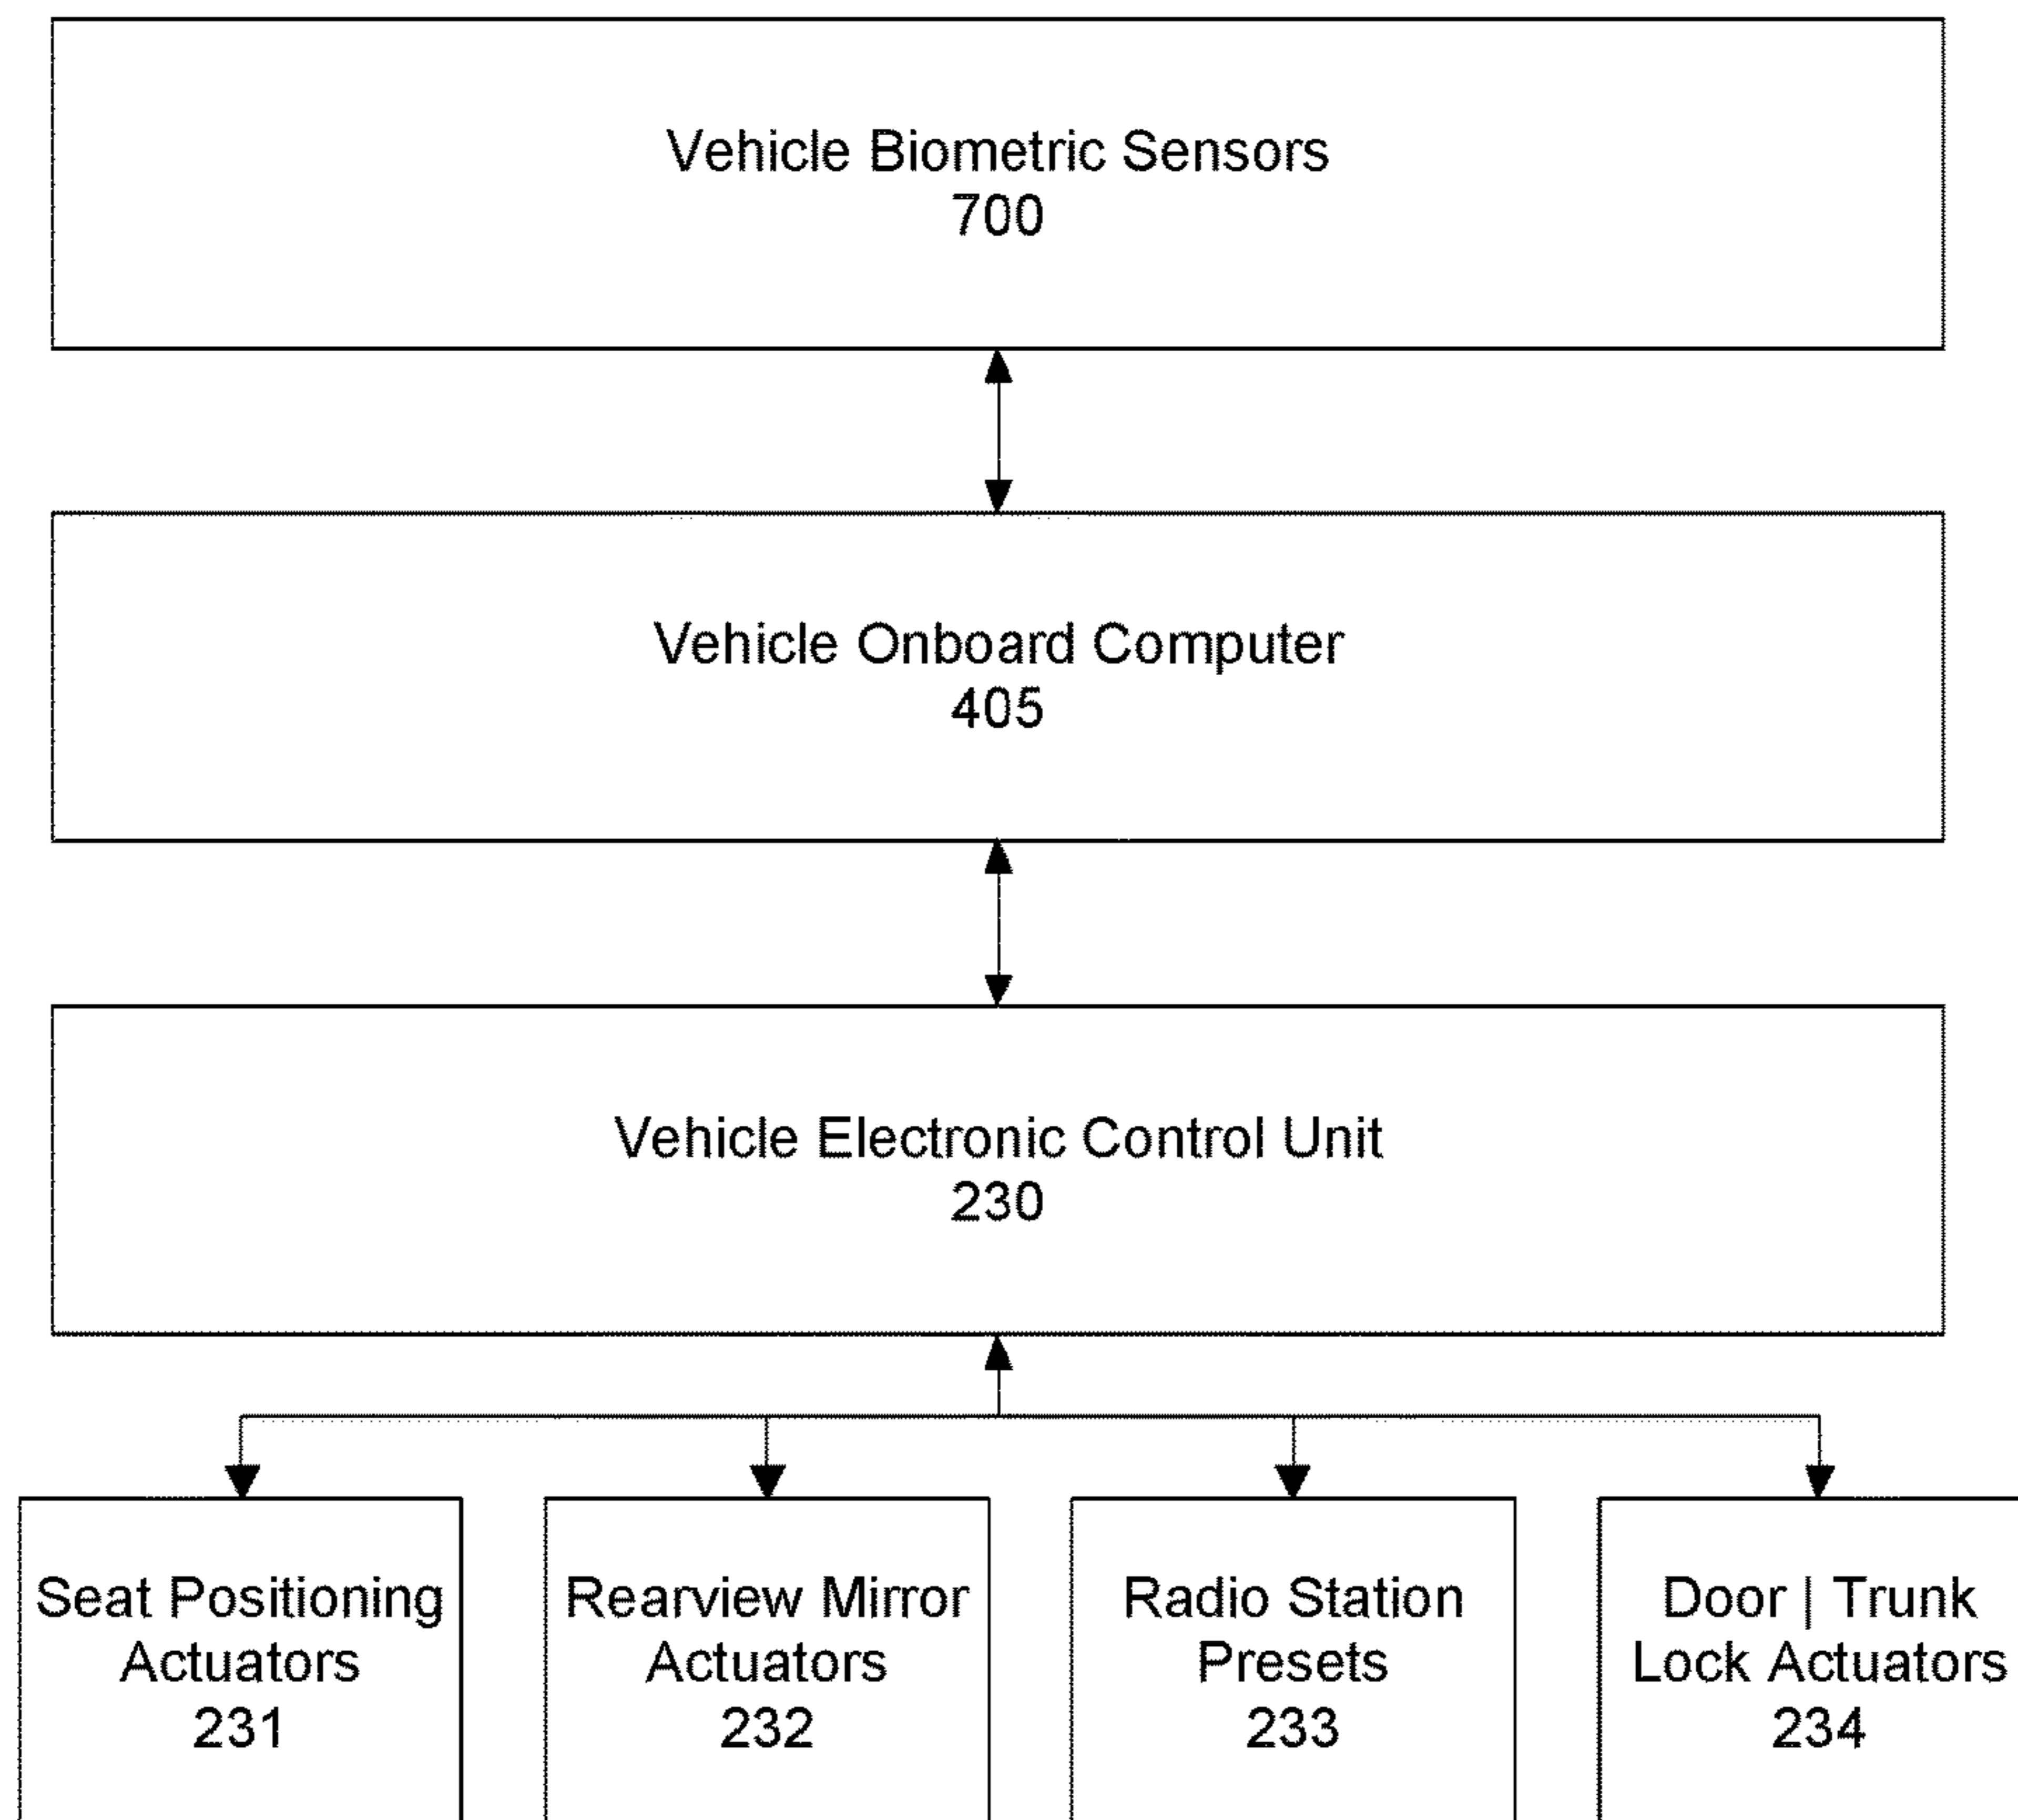 Vehicle Biometric Sensors
700
Vehicle Onboard Computer
405
Vehicle Electronic Control Unit
230
Seat Positioning
Actuators
231
Rearview Mirror
Actuators
232
Radio Station
Presets
233
Door | Trunk
Lock Actuators
234